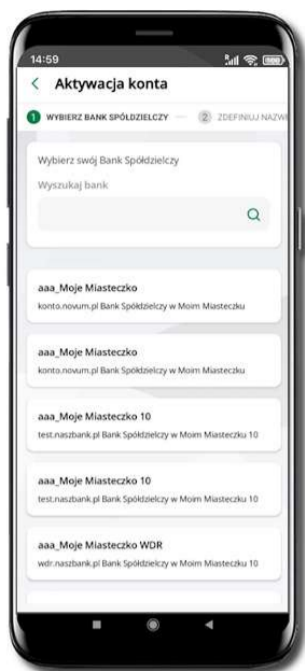 14:59
Aktywacja konta
1 WYBIERZ BANK SPÓŁDZIELCZY 2 ZDEFINIUJ NAZW
Wybierz swój Bank Spółdzielczy
Wyszukaj bank
aaa_Moje Miasteczko
konto.novum.pl Bank Spółdzielczy w Moim Miasteczku
aaa_Moje Miasteczko
konto.novum.pl Bank Spółdzielczy w Moim Miasteczku
aaa_Moje Miasteczko 10
test.naszbank.pl Bank Spółdzielczy w Moim Miasteczku 10
aaa_Moje Miasteczko 10
test.naszbank.pl Bank Spółdzielczy w Moim Miasteczku 10
aaa_Moje Miasteczko WDR
wdr.naszbank.pl Bank Spółdzielczy w Moim Miasteczku 10